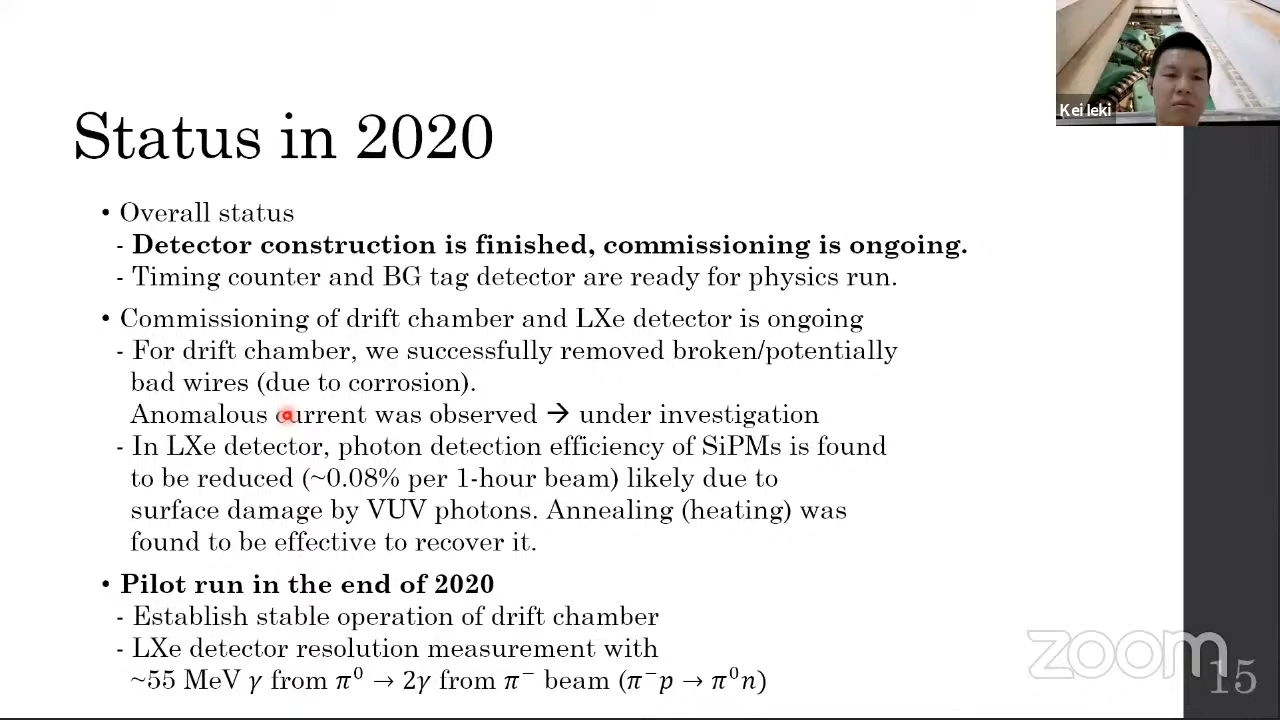 Kei Ieki
Status in 2020
• Overall status
- Detector construction is finished, commissioning is ongoing.
- Timing counter and BG tag detector are ready for physics run.
• Commissioning of drift chamber and LXe detector is ongoing
- For drift chamber, we successfully removed broken/potentially
bad wires (due to corrosion).
Anomalous current was observed → under investigation
- In LXe detector, photon detection efficiency of SiPMs is found
to be reduced (~0.08% per 1-hour beam) likely due to
surface damage by VUV photons. Annealing (heating) was
found to be effective to recover it.
• Pilot run in the end of 2020
- Establish stable operation of drift chamber
- LXe detector resolution measurement with
~55 MeV γ from π⁰ → 2γ from π⁻ beam (π⁻p → π⁰n)
zoom
15